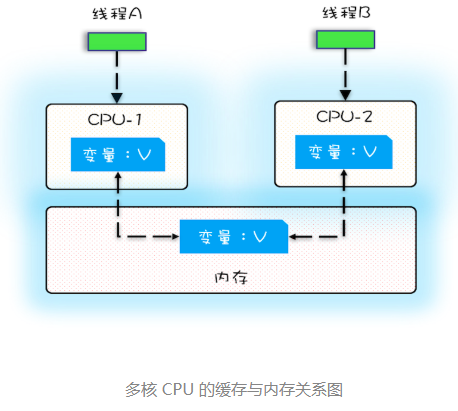 线程A
线程B
CPU-1
CPU-2
变量：V
变量：V
变量：V
内存
多核 CPU 的缓存与内存关系图